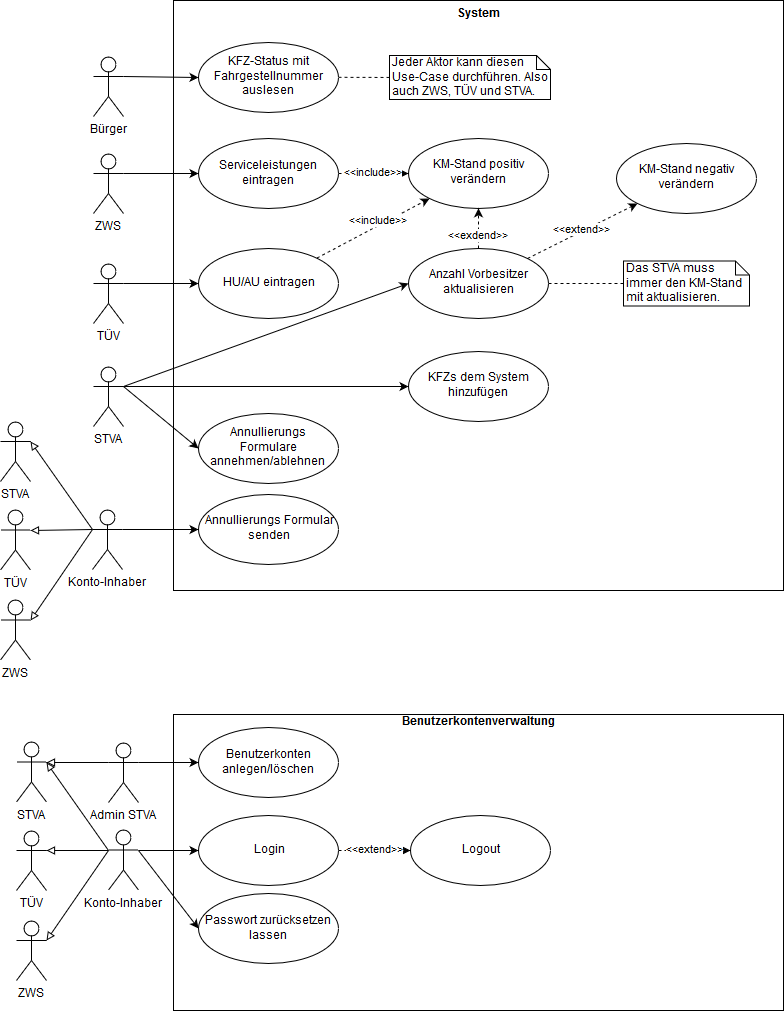 System
KFZ-Status mit
Fahrgestellnummer
auslesen
Jeder Aktor kann diesen
Use-Case durchführen. Also
auch ZWS, TÜV und STVA.
Bürger
Serviceleistungen
eintragen
<<include>>
KM-Stand positiv
verändern
KM-Stand negativ
verändern
ZWS
<<include>>
<<exdend>>
<<extend>>
HU/AU eintragen
Anzahl Vorbesitzer
aktualisieren
Das STVA muss
immer den KM-Stand
mit aktualisieren.
TÜV
KFZs dem System
hinzufügen
STVA
Annullierungs
Formulare
annehmen/ablehnen
STVA
Annullierungs Formular
senden
TÜV
Konto-Inhaber
ZWS
Benutzerkontenverwaltung
Benutzerkonten
anlegen/löschen
STVA
Admin STVA
Login
<<extend>>
Logout
TÜV
Konto-Inhaber
Passwort zurücksetzen
lassen
ZWS